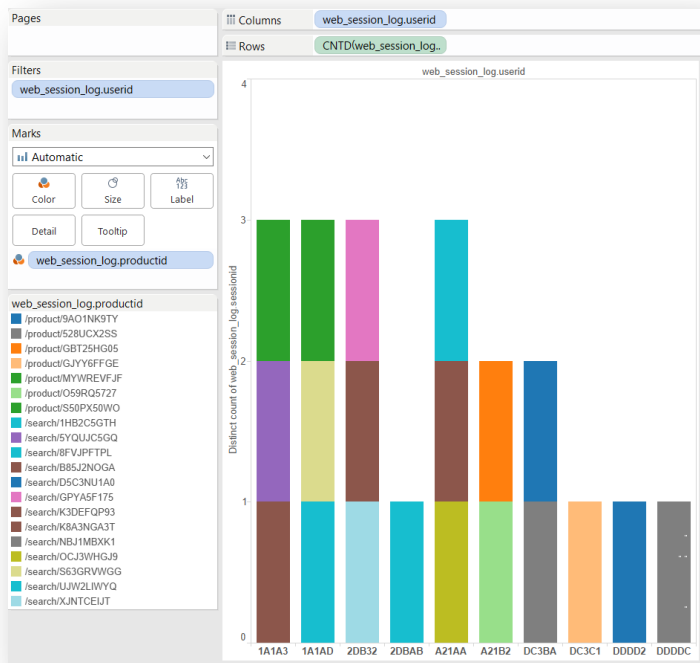 Pages
Columns
web_session_log.userid
Rows
CNTD(web_session_log..
Filters
web_session_log.userid
Marks
Automatic
Color
Size
Abc
123
Label
Detail
Tooltip
web_session_log.productid
web_session_log.productid
/product/9AO1NK9TY
/product/528UCX2SS
/product/GBT25HG05
/product/GJYY6FFGE
/product/MYWREVFJF
/product/O59RQ5727
/product/S50PX50WO
/search/1HB2C5GTH
/search/5YQUJC5GQ
/search/8FVJPFTPL
/search/B85J2NOGA
/search/D5C3NU1A0
/search/GPYA5F175
/search/K3DEFQP93
/search/K8A3NGA3T
/search/NBJ1MBXK1
/search/OCJ3WHGJ9
/search/S63GRVWGG
/search/UJW2LIWYQ
/search/XJNTCEIJT
web_session_log.userid
Distinct count of web_session_log.sessionid
4
3
2
1
0
1A1A3 1A1AD 2DB32 2DBAB A21AA A21B2 DC3BA DC3C1 DDDD2 DDDDC